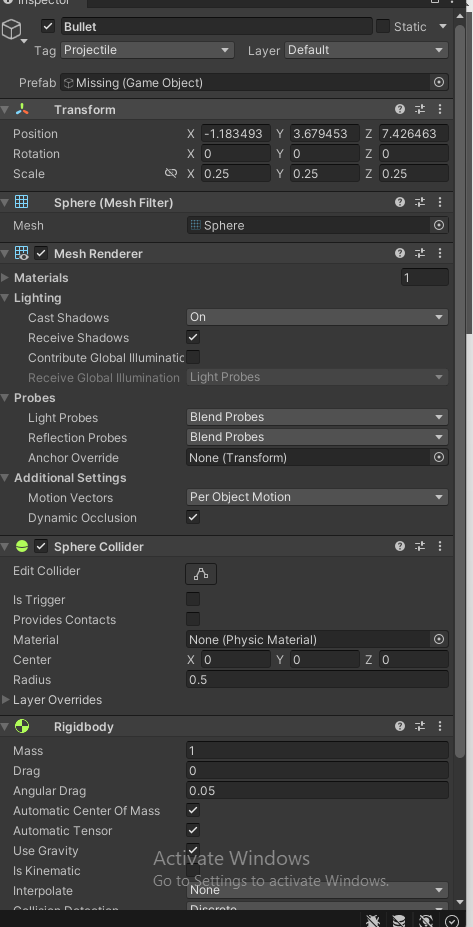 Inspector
Bullet Static
Tag Projectile Layer Default
Prefab Missing (Game Object)
Transform
Position X -1.183493 Y 3.679453 Z 7.426463
Rotation X 0 Y 0 Z 0
Scale X 0.25 Y 0.25 Z 0.25
Sphere (Mesh Filter)
Mesh Sphere
Mesh Renderer
Materials 1
Lighting
Cast Shadows On
Receive Shadows
Contribute Global Illuminatic
Receive Global Illumination Light Probes
Probes
Light Probes Blend Probes
Reflection Probes Blend Probes
Anchor Override None (Transform)
Additional Settings
Motion Vectors Per Object Motion
Dynamic Occlusion
Sphere Collider
Edit Collider
Is Trigger
Provides Contacts
Material None (Physic Material)
Center X 0 Y 0 Z 0
Radius 0.5
Layer Overrides
Rigidbody
Mass 1
Drag 0
Angular Drag 0.05
Automatic Center Of Mass
Automatic Tensor
Use Gravity
Activate Windows
Is Kinematic
Go to Settings to activate Windows.
Interpolate None
Collision Detection Discrete